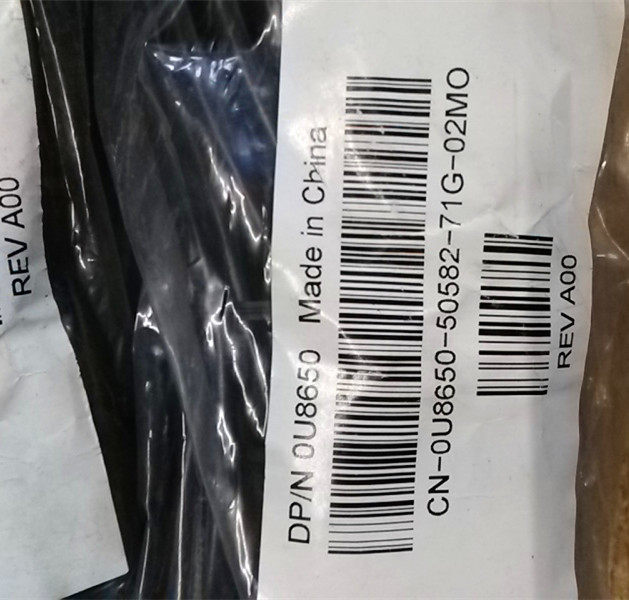 DP/N 0U8650 Made in China
CN-0U8650-50582-71G-02MO
REV A00
REV A00